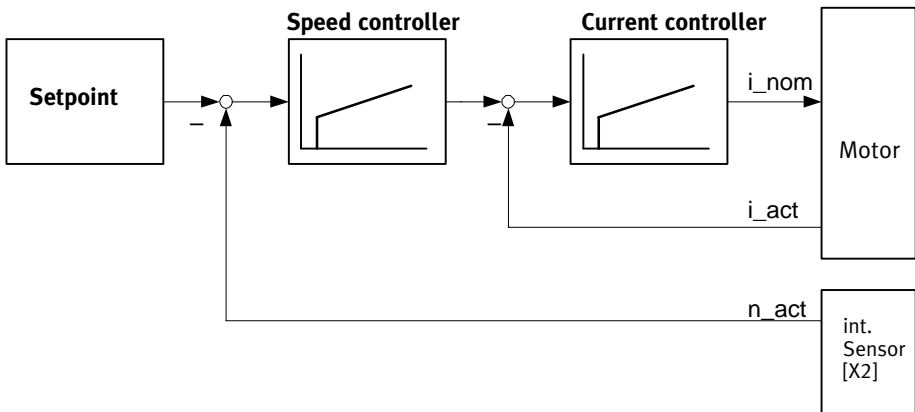 Speed controller
Current controller
Setpoint
i_nom
Motor
i_act
n_act
int.
Sensor
[X2]